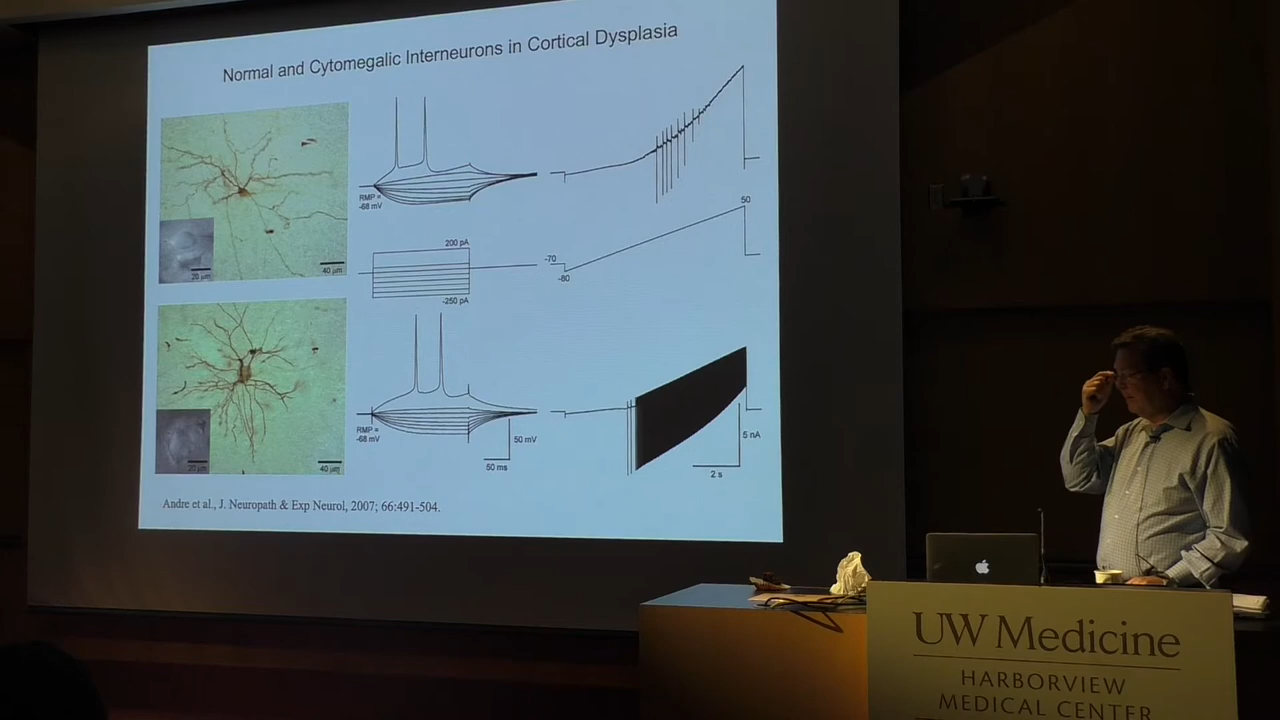 Normal and Cytomegalic Interneurons in Cortical Dysplasia
RMP =
-68 mV
20 µm
40 µm
200 pA
-250 pA
50
-70
-80
RMP =
-68 mV
20 µm
40 µm
50 mV
50 ms
5 nA
2 s
Andre et al., J. Neuropath & Exp Neurol, 2007; 66:491-504.
UW Medicine
HARBORVIEW
MEDICAL CENTER